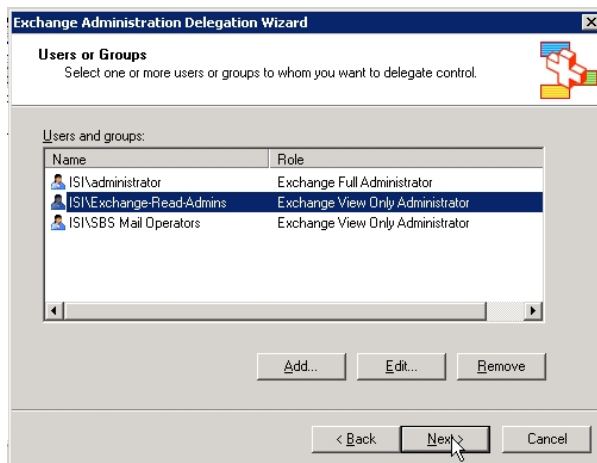 Exchange Administration Delegation Wizard
Users or Groups
Select one or more users or groups to whom you want to delegate control.
Users and groups:
Name Role
ISI\administrator Exchange Full Administrator
ISI\Exchange-Read-Admins Exchange View Only Administrator
ISI\SBS Mail Operators Exchange View Only Administrator
Add... Edit... Remove
< Back Next > Cancel